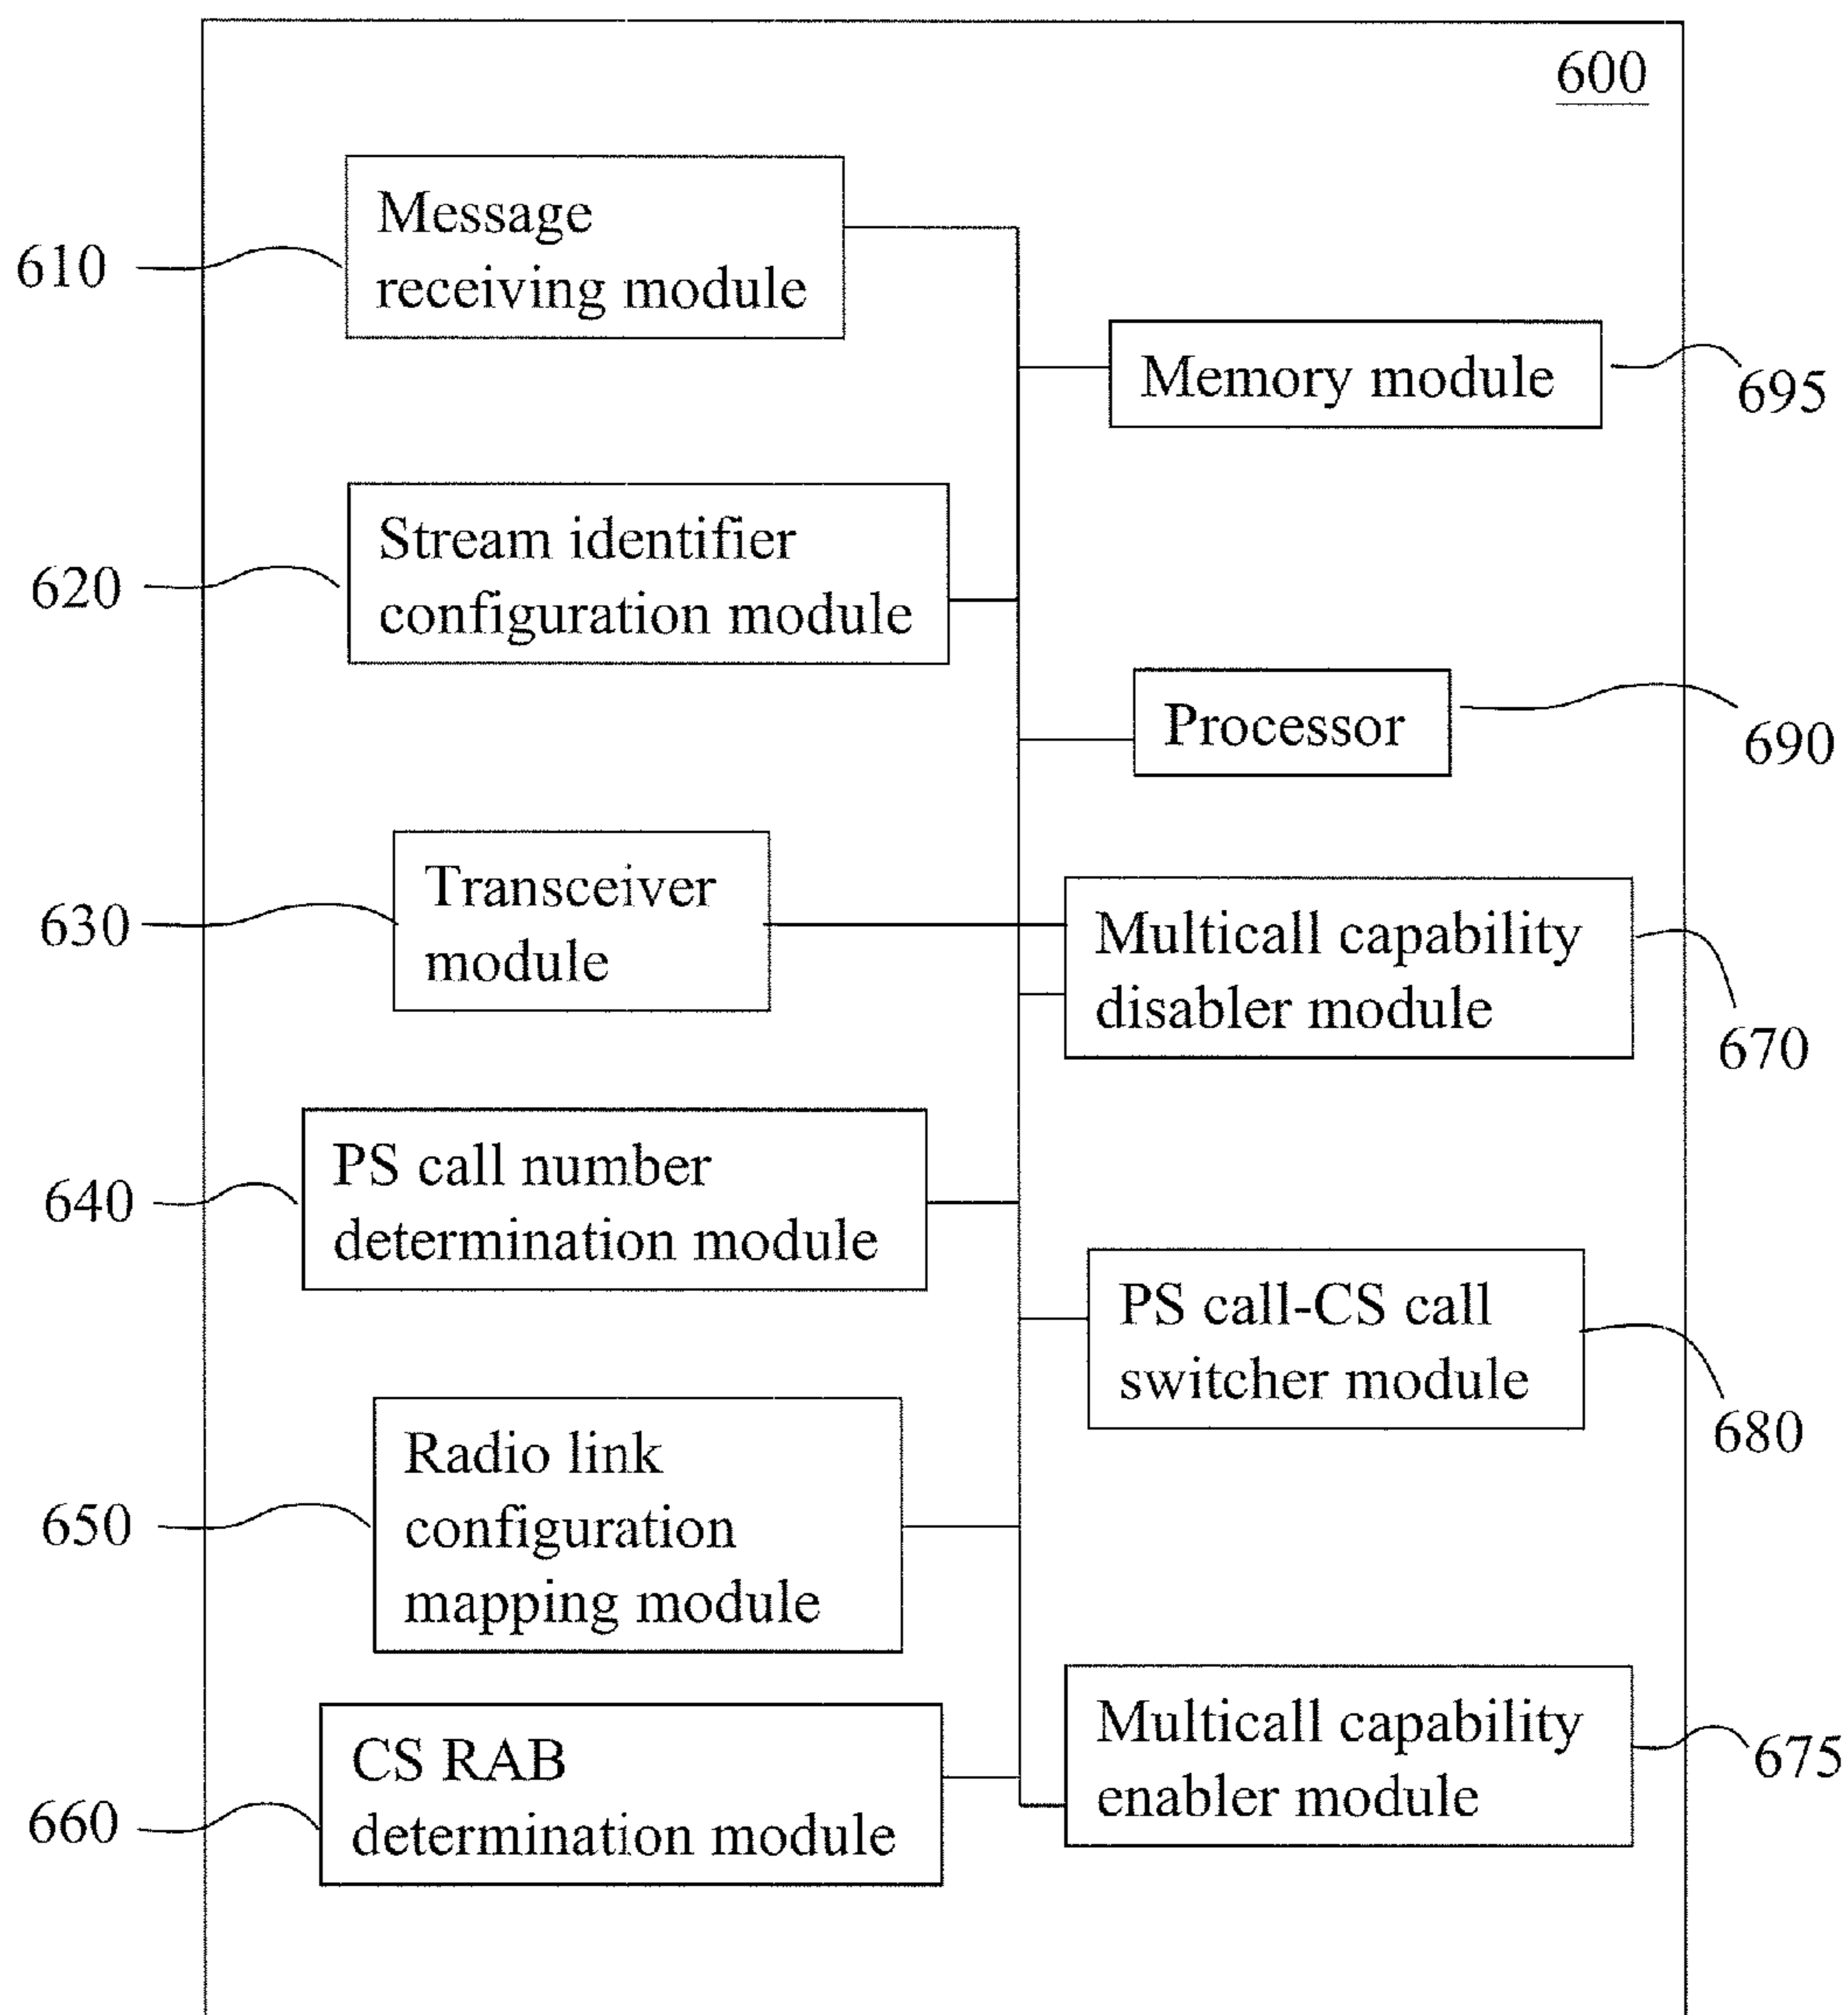 600
610
Message
receiving module
Memory module
695
620
Stream identifier
configuration module
Processor
690
630
Transceiver
module
Multicall capability
disabler module
670
640
PS call number
determination module
PS call-CS call
switcher module
680
650
Radio link
configuration
mapping module
660
CS RAB
determination module
Multicall capability
enabler module
675